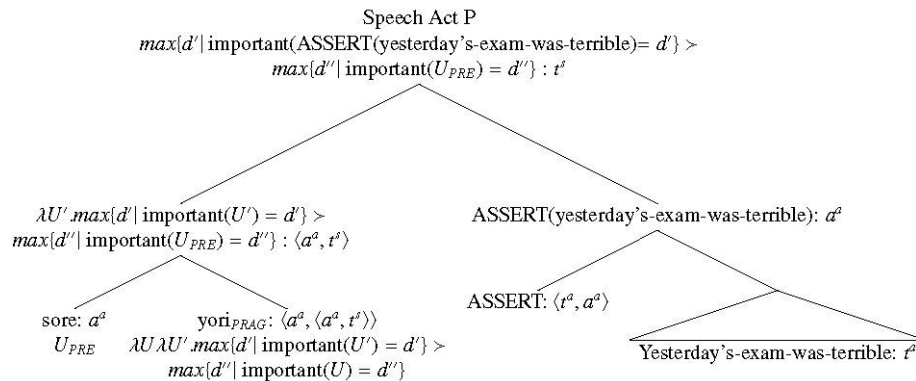 Speech Act P
max{d′| important(ASSERT(yesterday's-exam-was-terrible)= d′} ≻
max{d′′| important(U_PRE) = d′′} : t^s
λU′.max{d′| important(U′) = d′} ≻
max{d′′| important(U_PRE) = d′′} : ⟨a^a, t^s⟩
ASSERT(yesterday's-exam-was-terrible): a^a
sore: a^a
U_PRE
yori_PRAG: ⟨a^a, ⟨a^a, t^s⟩⟩
λUλU′.max{d′| important(U′) = d′} ≻
max{d′′| important(U) = d′′}
ASSERT: ⟨t^a, a^a⟩
Yesterday's-exam-was-terrible: t^a